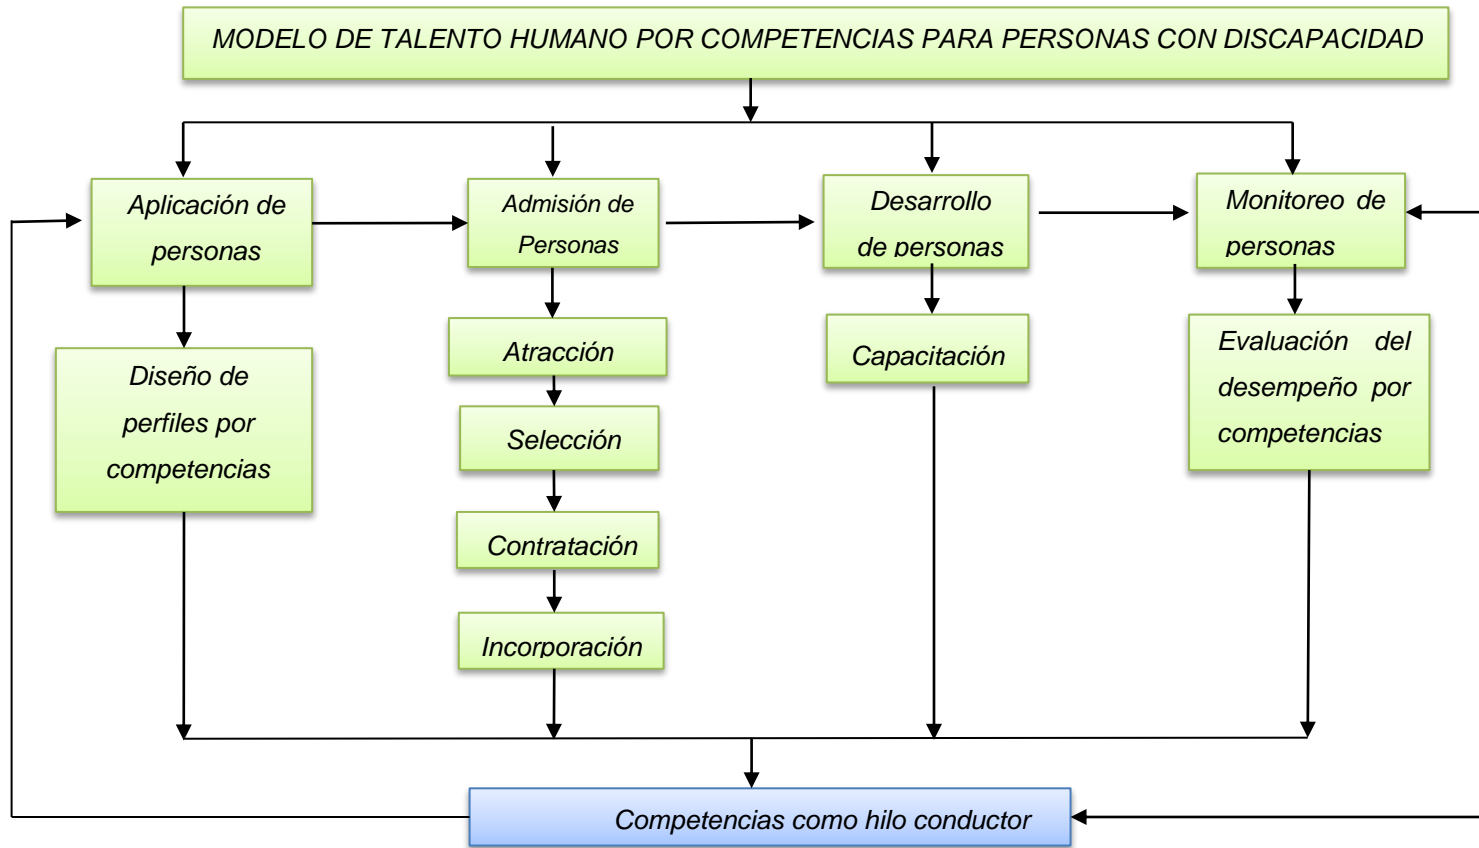 MODELO DE TALENTO HUMANO POR COMPETENCIAS PARA PERSONAS CON DISCAPACIDAD
Aplicación de
personas
Admisión de
Personas
Desarrollo
de personas
Monitoreo de
personas
Diseño de
perfiles por
competencias
Atracción
Selección
Contratación
Incorporación
Capacitación
Evaluación del
desempeño por
competencias
Competencias como hilo conductor